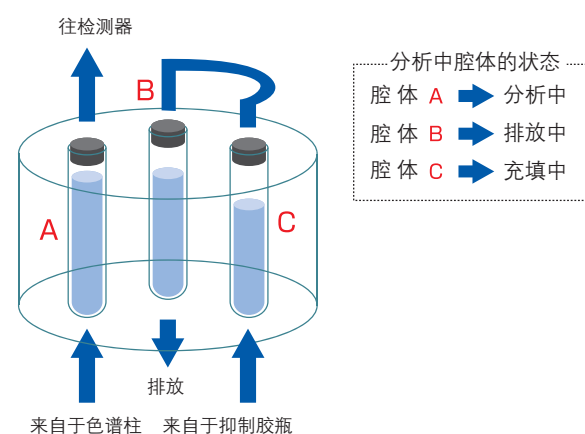 往检测器
B
A
C
排放
来自于色谱柱
来自于抑制胶瓶
分析中腔体的状态
腔体 A 分析中
腔体 B 排放中
腔体 C 充填中